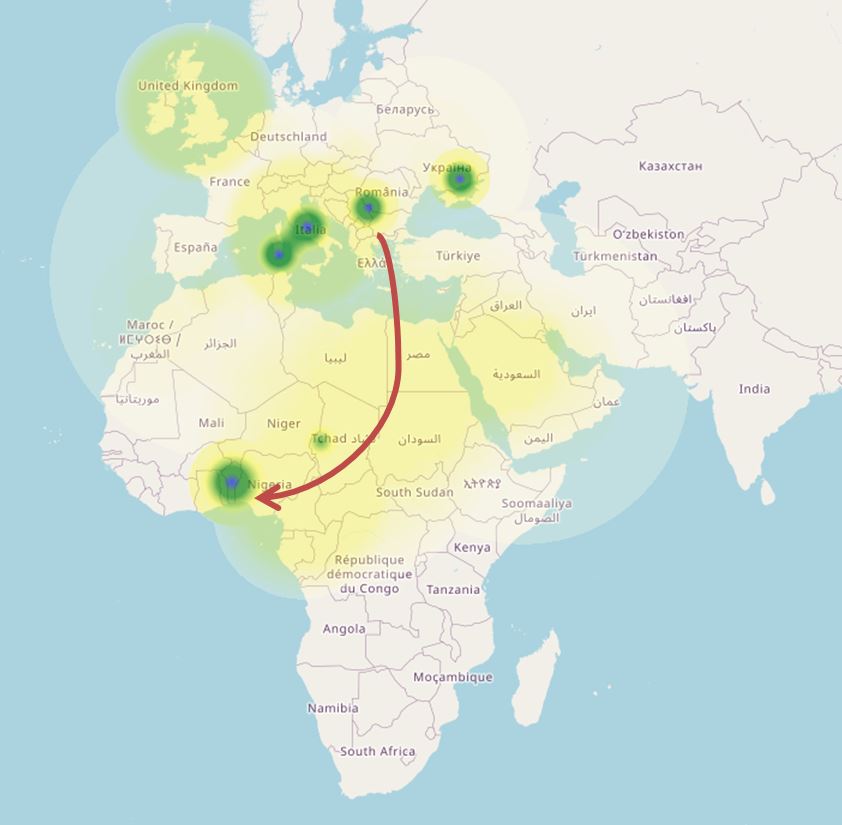 United Kingdom
Беларусь
Deutschland
Україна
Казахстан
France
România
Italia
O'zbekiston
España
Ελλά
Türkiye
Türkmenistan
العراق
ایران
افغانستان
پاکستان
Maroc /
ⵍⵎⵖⵔⵉⴱ /
المغرب
الجزائر
ليبيا
مصر
السعودية
عمان
India
موريتانيا
Mali
Niger
Tchad تشاد
السودان
اليمن
Nigeria
South Sudan
ኢትዮጵያ
Soomaaliya
الصومال
Kenya
République
démocratique
du Congo
Tanzania
Angola
Moçambique
Namibia
South Africa